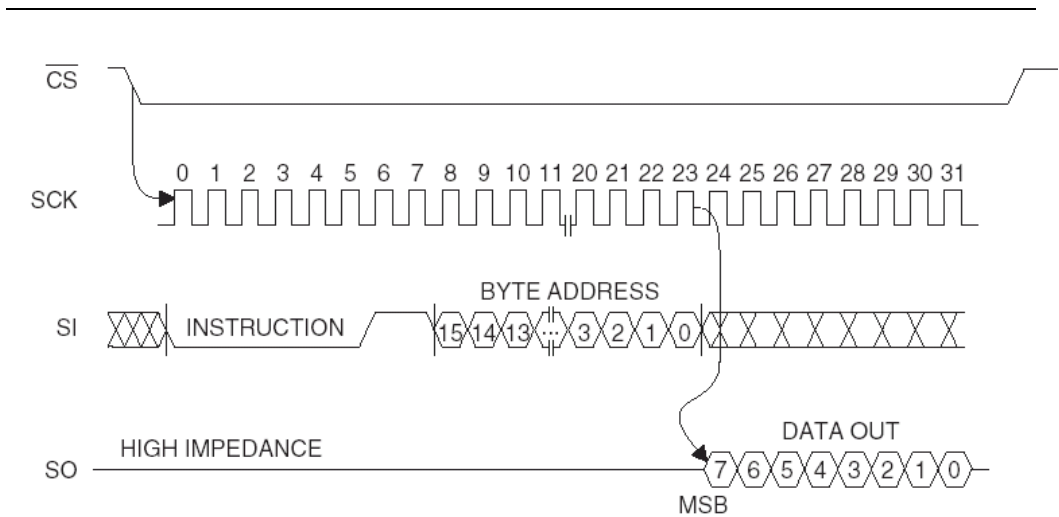 CS
0 1 2 3 4 5 6 7 8 9 10 11 20 21 22 23 24 25 26 27 28 29 30 31
SCK
BYTE ADDRESS
SI INSTRUCTION 15 14 13 ... 3 2 1 0
HIGH IMPEDANCE DATA OUT
SO 7 6 5 4 3 2 1 0
MSB